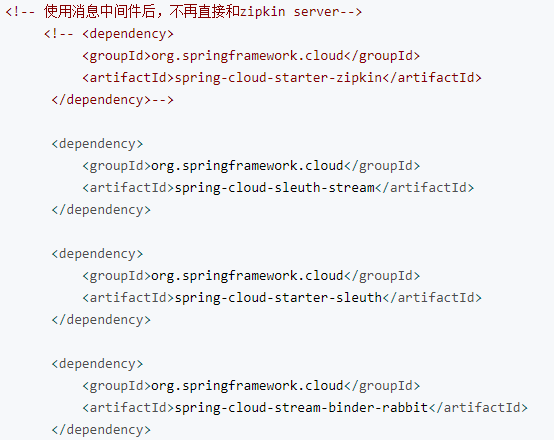 <!-- 使用消息中间件后，不再直接和zipkin server-->
<!-- <dependency>
<groupId>org.springframework.cloud</groupId>
<artifactId>spring-cloud-starter-zipkin</artifactId>
</dependency>-->
<dependency>
<groupId>org.springframework.cloud</groupId>
<artifactId>spring-cloud-sleuth-stream</artifactId>
</dependency>
<dependency>
<groupId>org.springframework.cloud</groupId>
<artifactId>spring-cloud-starter-sleuth</artifactId>
</dependency>
<dependency>
<groupId>org.springframework.cloud</groupId>
<artifactId>spring-cloud-stream-binder-rabbit</artifactId>
</dependency>